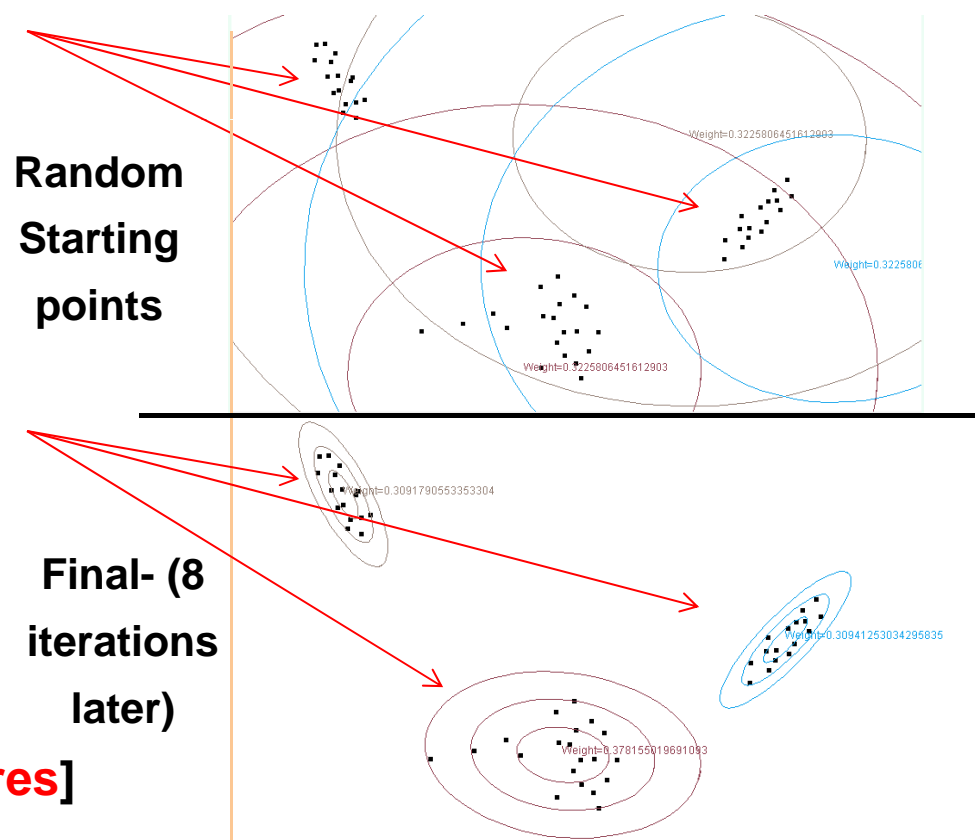 Weight=0.3225806451612903
Random
Starting
points
Weight=0.322580
Weight=0.3225806451612903
Weight=0.3091790553353304
Final- (8
iterations
later)
Weight=0.30941253034295835
Weight=0.378155019691093
res]